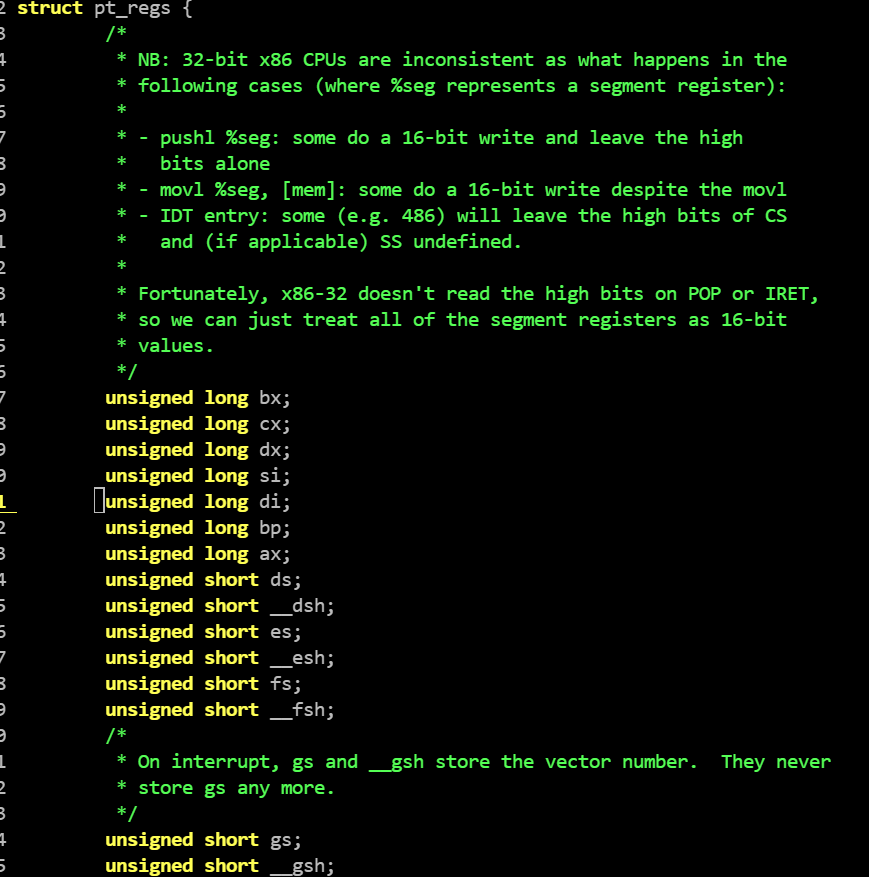 2 struct pt_regs {
3 /*
4 * NB: 32-bit x86 CPUs are inconsistent as what happens in the
5 * following cases (where %seg represents a segment register):
6 *
7 * - pushl %seg: some do a 16-bit write and leave the high
8 * bits alone
9 * - movl %seg, [mem]: some do a 16-bit write despite the movl
0 * - IDT entry: some (e.g. 486) will leave the high bits of CS
1 * and (if applicable) SS undefined.
2 *
3 * Fortunately, x86-32 doesn't read the high bits on POP or IRET,
4 * so we can just treat all of the segment registers as 16-bit
5 * values.
6 */
7 unsigned long bx;
8 unsigned long cx;
9 unsigned long dx;
0 unsigned long si;
1 unsigned long di;
2 unsigned long bp;
3 unsigned long ax;
4 unsigned short ds;
5 unsigned short __dsh;
6 unsigned short es;
7 unsigned short __esh;
8 unsigned short fs;
9 unsigned short __fsh;
0 /*
1 * On interrupt, gs and __gsh store the vector number.  They never
2 * store gs any more.
3 */
4 unsigned short gs;
5 unsigned short __gsh;